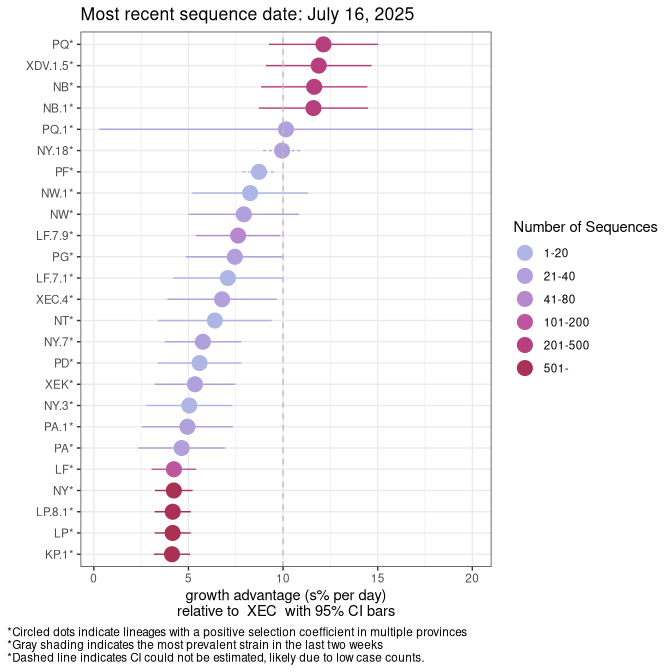 Most recent sequence date: July 16, 2025
PQ*
XDV.1.5*
NB*
NB.1*
PQ.1*
NY.18*
PF*
NW.1*
NW*
LF.7.9*
PG*
LF.7.1*
XEC.4*
NT*
NY.7*
PD*
XEK*
NY.3*
PA.1*
PA*
LF*
NY*
LP.8.1*
LP*
KP.1*
0 5 10 15 20
growth advantage (s% per day)
relative to XEC with 95% CI bars
Number of Sequences
1-20
21-40
41-80
101-200
201-500
501-
*Circled dots indicate lineages with a positive selection coefficient in multiple provinces
*Gray shading indicates the most prevalent strain in the last two weeks
*Dashed line indicates CI could not be estimated, likely due to low case counts.